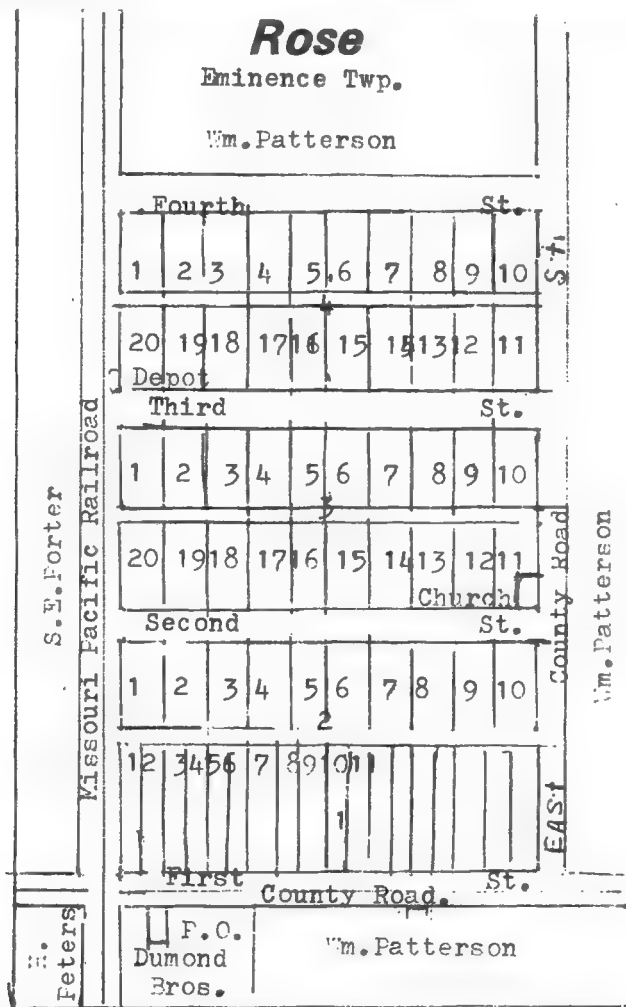 Rose
Eminence Twp.
Wm.Patterson
Fourth St.
1 2 3 4 5 6 7 8 9 10
4
20 19 18 17 16 15 14 13 12 11
Depot
Third St.
1 2 3 4 5 6 7 8 9 10
3
20 19 18 17 16 15 14 13 12 11
Church
Second St.
1 2 3 4 5 6 7 8 9 10
2
1 2 3 4 5 6 7 8 9 10 11
1
First St.
County Road.
P.O.
Dumond
Bros.
Wm.Patterson
Peters
S.E.Porter
Missouri Pacific Railroad
St.
County Road
EAST
Wm.Patterson